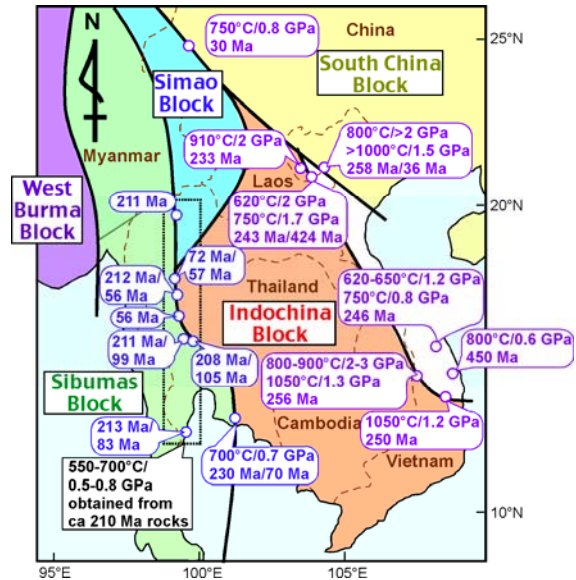 N
750°C/0.8 GPa
30 Ma
China
25°N
South China
Block
Simao
Block
910°C/2 GPa
233 Ma
800°C/>2 GPa
>1000°C/1.5 GPa
258 Ma/36 Ma
Myanmar
Laos
West
Burma
Block
211 Ma
620°C/2 GPa
750°C/1.7 GPa
243 Ma/424 Ma
20°N
72 Ma/
57 Ma
212 Ma/
56 Ma
Thailand
620-650°C/1.2 GPa
750°C/0.8 GPa
246 Ma
56 Ma
Indochina
Block
211 Ma/
99 Ma
208 Ma/
105 Ma
800°C/0.6 GPa
450 Ma
800-900°C/2-3 GPa
1050°C/1.3 GPa
256 Ma
Sibumas
Block
213 Ma/
83 Ma
Cambodia
1050°C/1.2 GPa
250 Ma
700°C/0.7 GPa
230 Ma/70 Ma
Vietnam
550-700°C/
0.5-0.8 GPa
obtained from
ca 210 Ma rocks
10°N
95°E
100°E
105°E